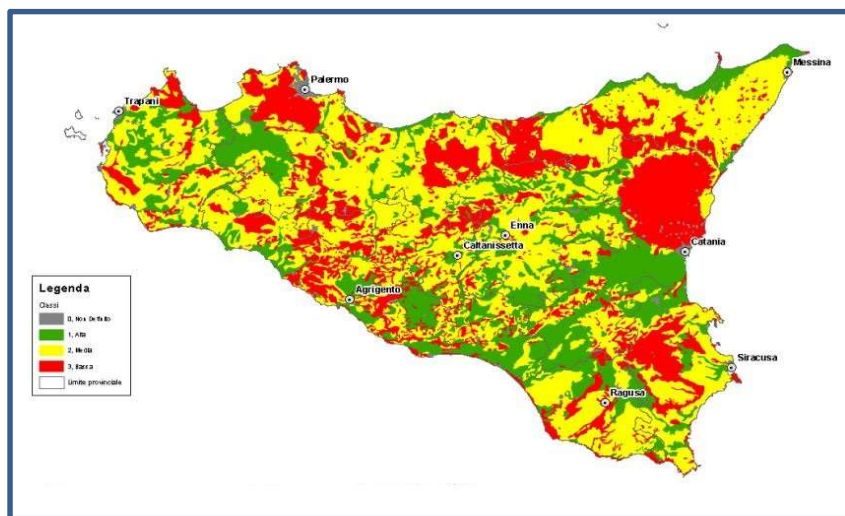 Messina
Palermo
Trapani
Enna
Caltanissetta
Catania
Agrigento
Siracusa
Ragusa
Legenda
Classi
0, Non Definito
1, Alta
2, Media
3, Bassa
Limite provinciale